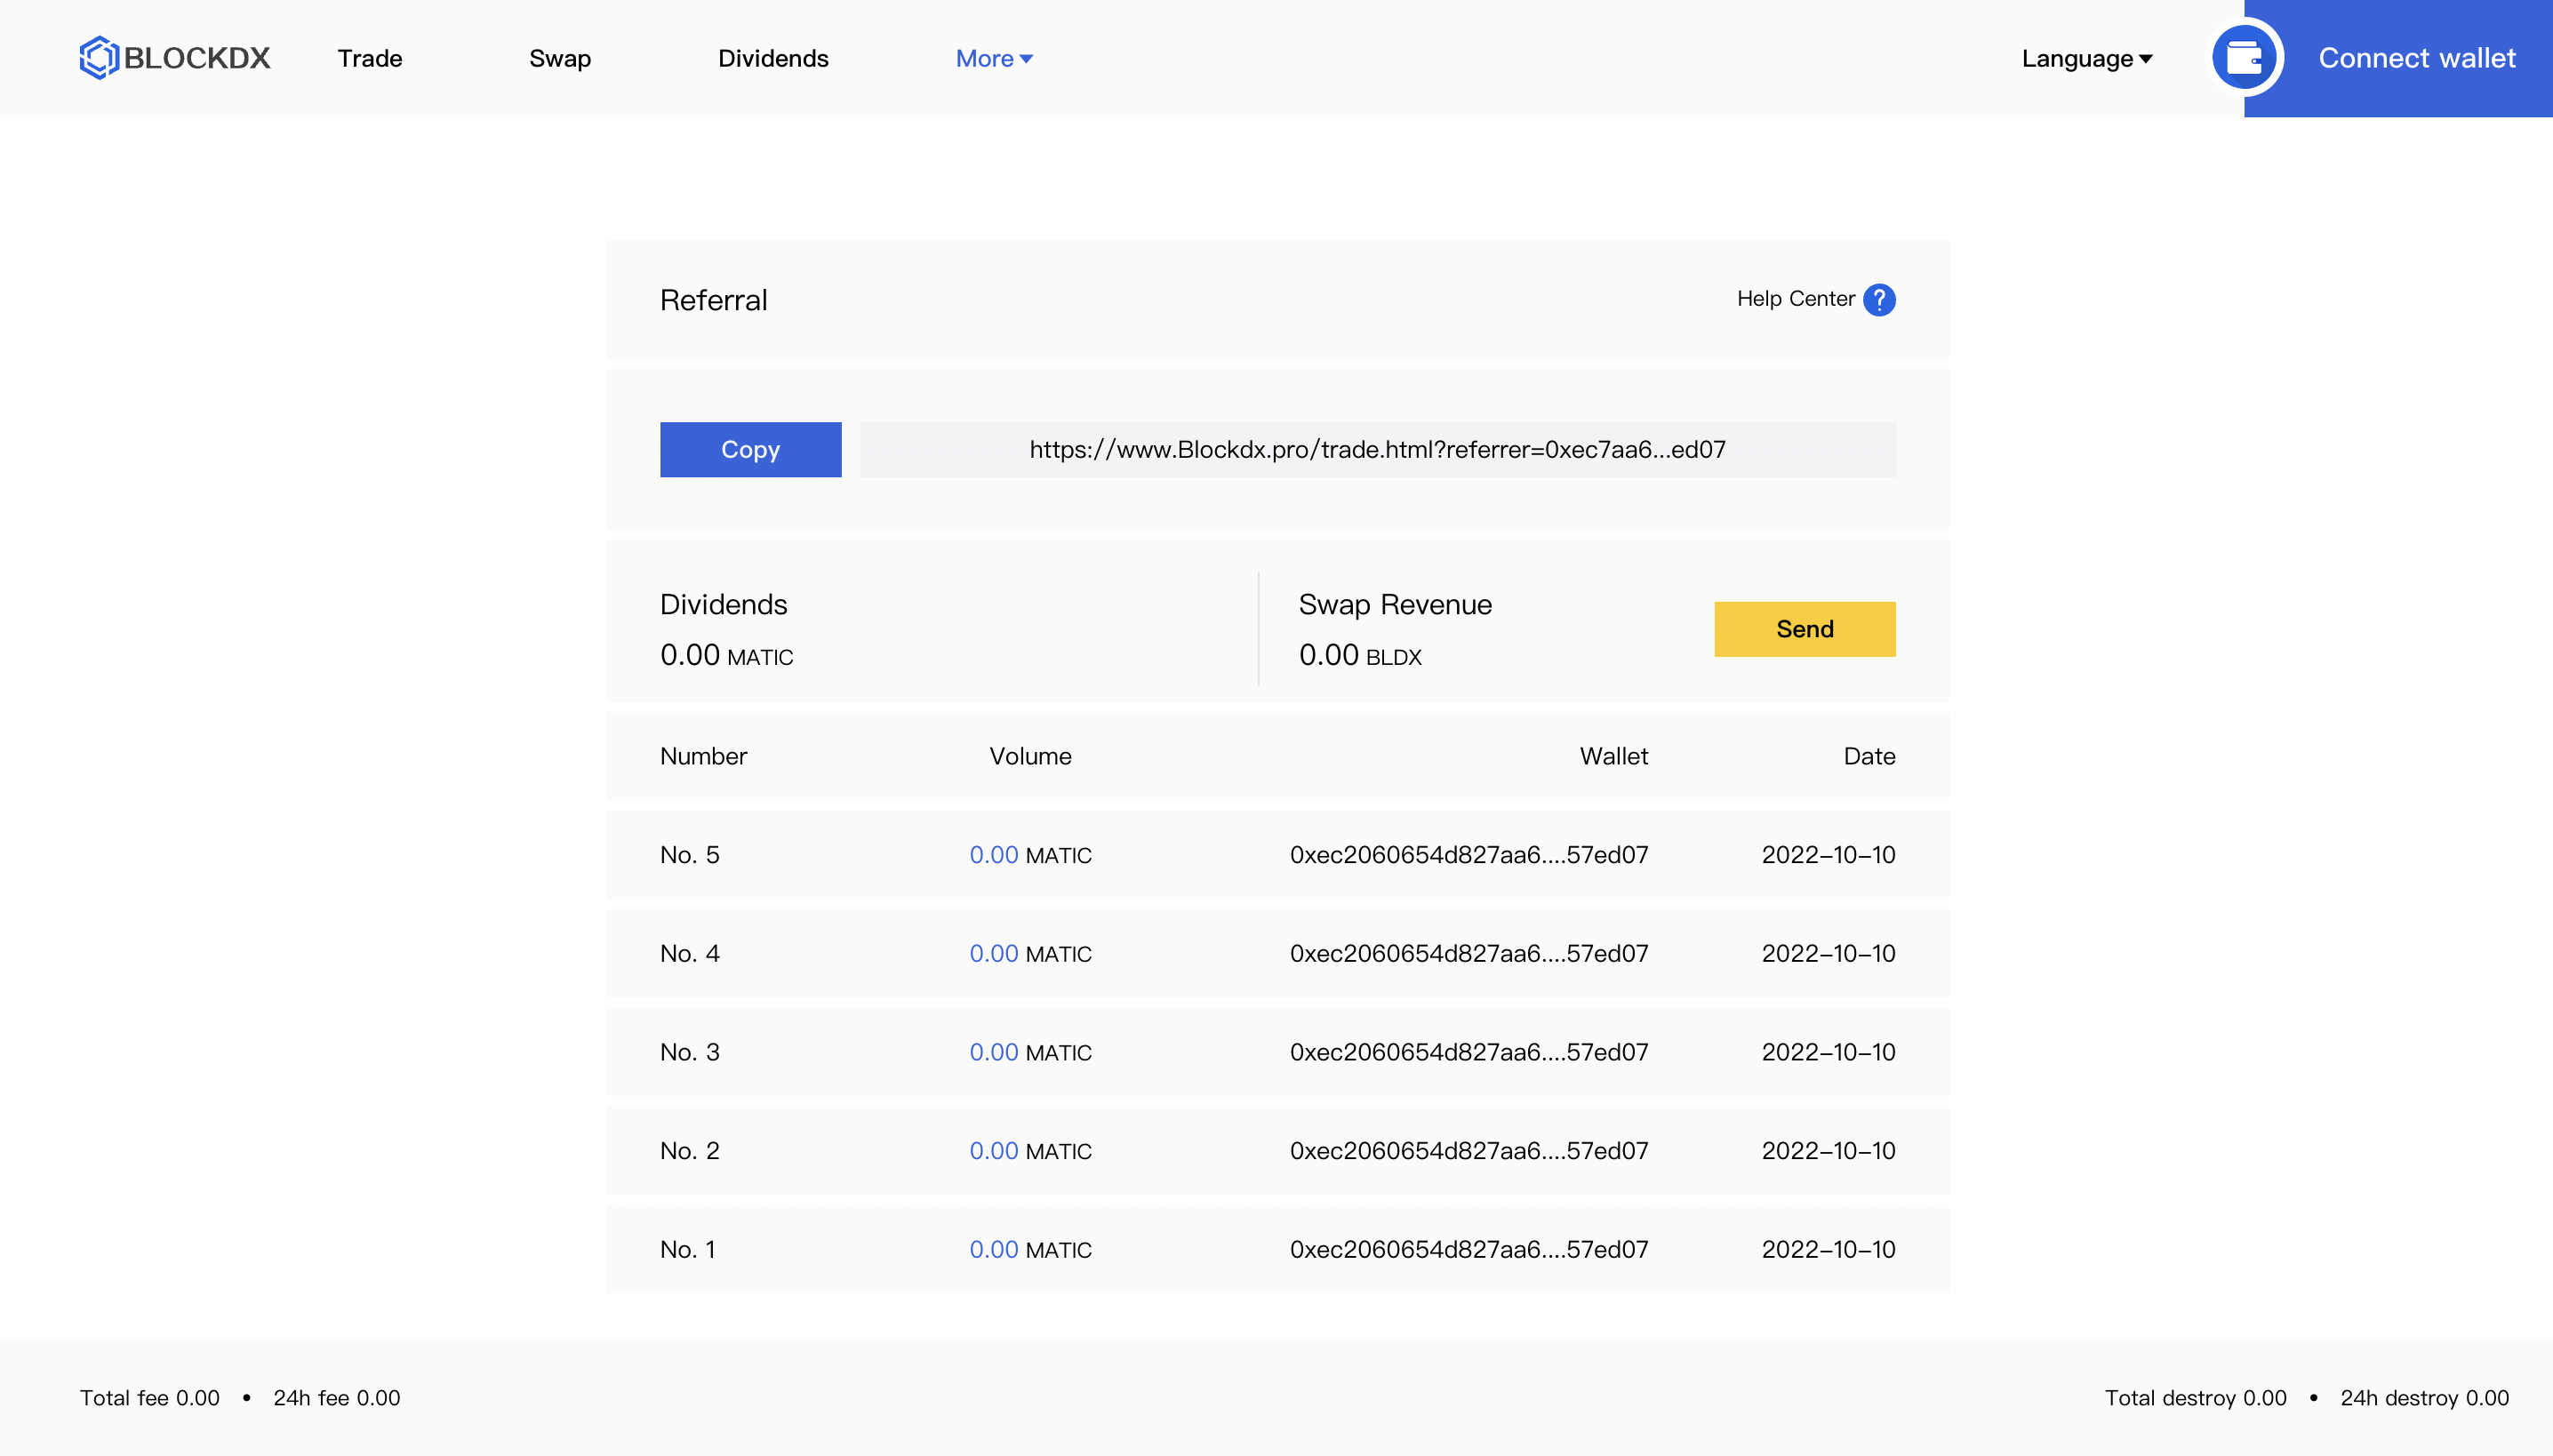 BLOCKDX Trade Swap Dividends More Language Connect wallet
Referral Help Center ?
Copy https://www.Blockdx.pro/trade.html?referrer=0xec7aa6...ed07
Dividends Swap Revenue
0.00 MATIC 0.00 BLDX Send
Number Volume Wallet Date
No. 5 0.00 MATIC 0xec2060654d827aa6....57ed07 2022-10-10
No. 4 0.00 MATIC 0xec2060654d827aa6....57ed07 2022-10-10
No. 3 0.00 MATIC 0xec2060654d827aa6....57ed07 2022-10-10
No. 2 0.00 MATIC 0xec2060654d827aa6....57ed07 2022-10-10
No. 1 0.00 MATIC 0xec2060654d827aa6....57ed07 2022-10-10
Total fee 0.00 • 24h fee 0.00 Total destroy 0.00 • 24h destroy 0.00